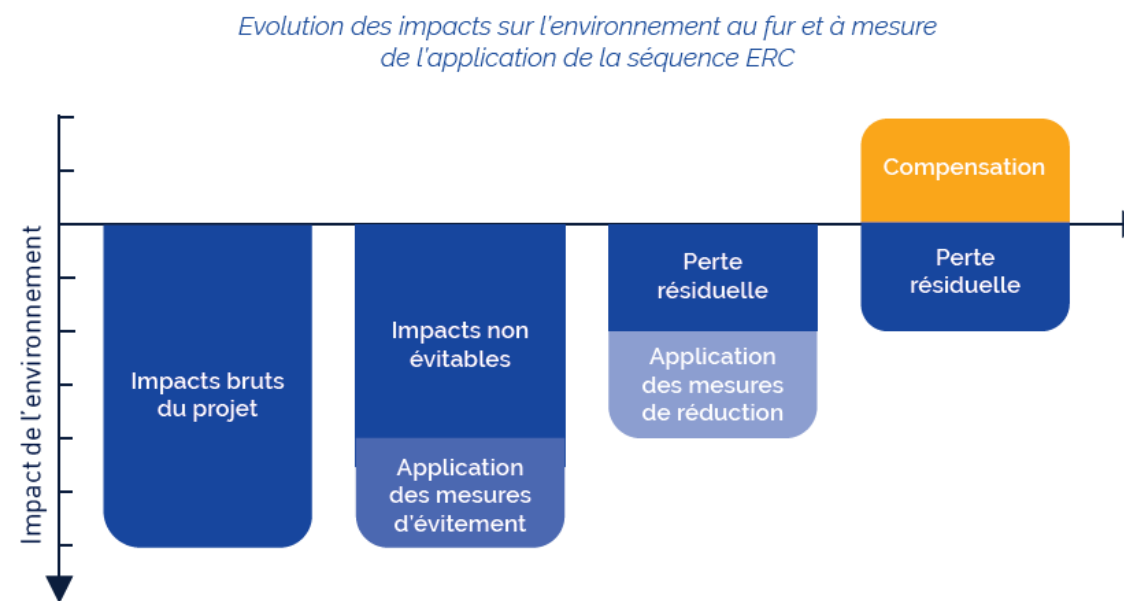 Evolution des impacts sur l'environnement au fur et à mesure
de l'application de la séquence ERC
Impact de l'environnement
Impacts bruts
du projet
Impacts non
évitables
Application
des mesures
d'évitement
Perte
résiduelle
Application
des mesures
de réduction
Compensation
Perte
résiduelle